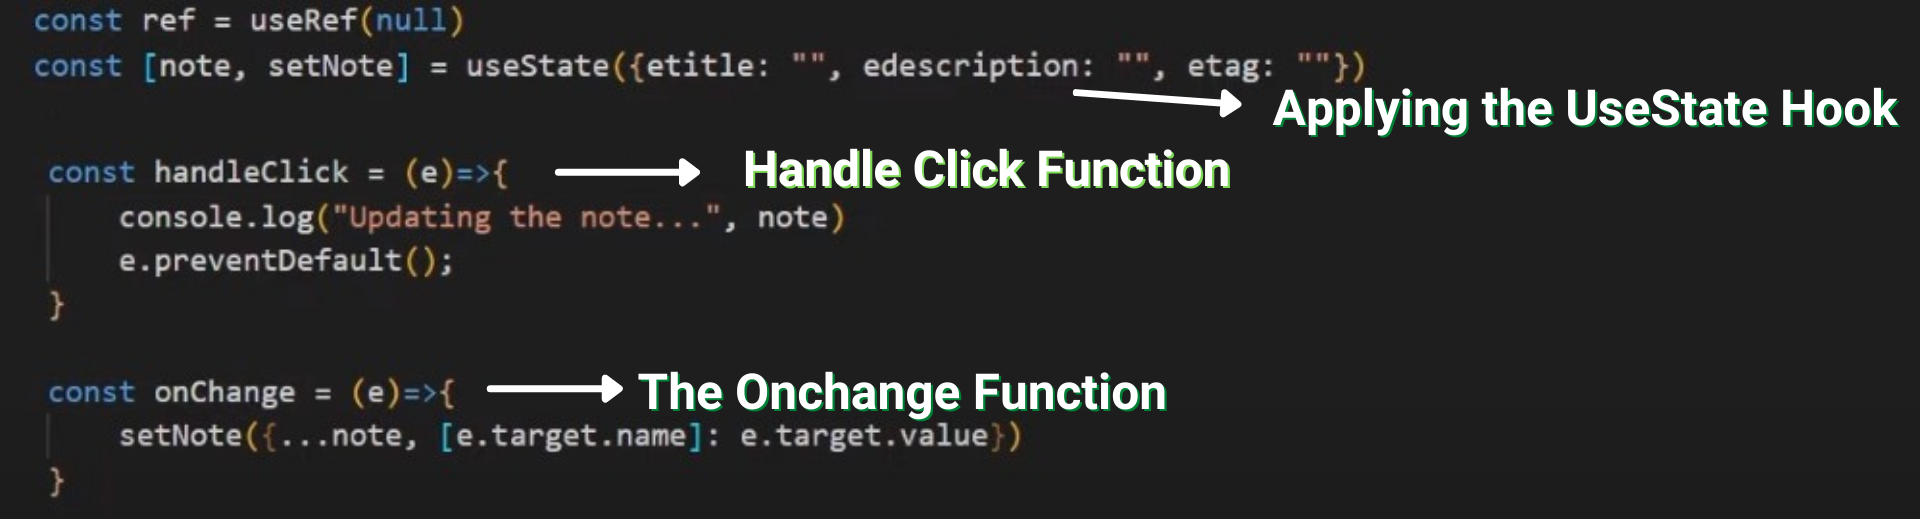 const ref = useRef(null)
const [note, setNote] = useState({etitle: "", edescription: "", etag: ""})
Applying the UseState Hook
const handleClick = (e)=>{
Handle Click Function
console.log("Updating the note...", note)
e.preventDefault();
}
const onChange = (e)=>{
The Onchange Function
setNote({...note, [e.target.name]: e.target.value})
}